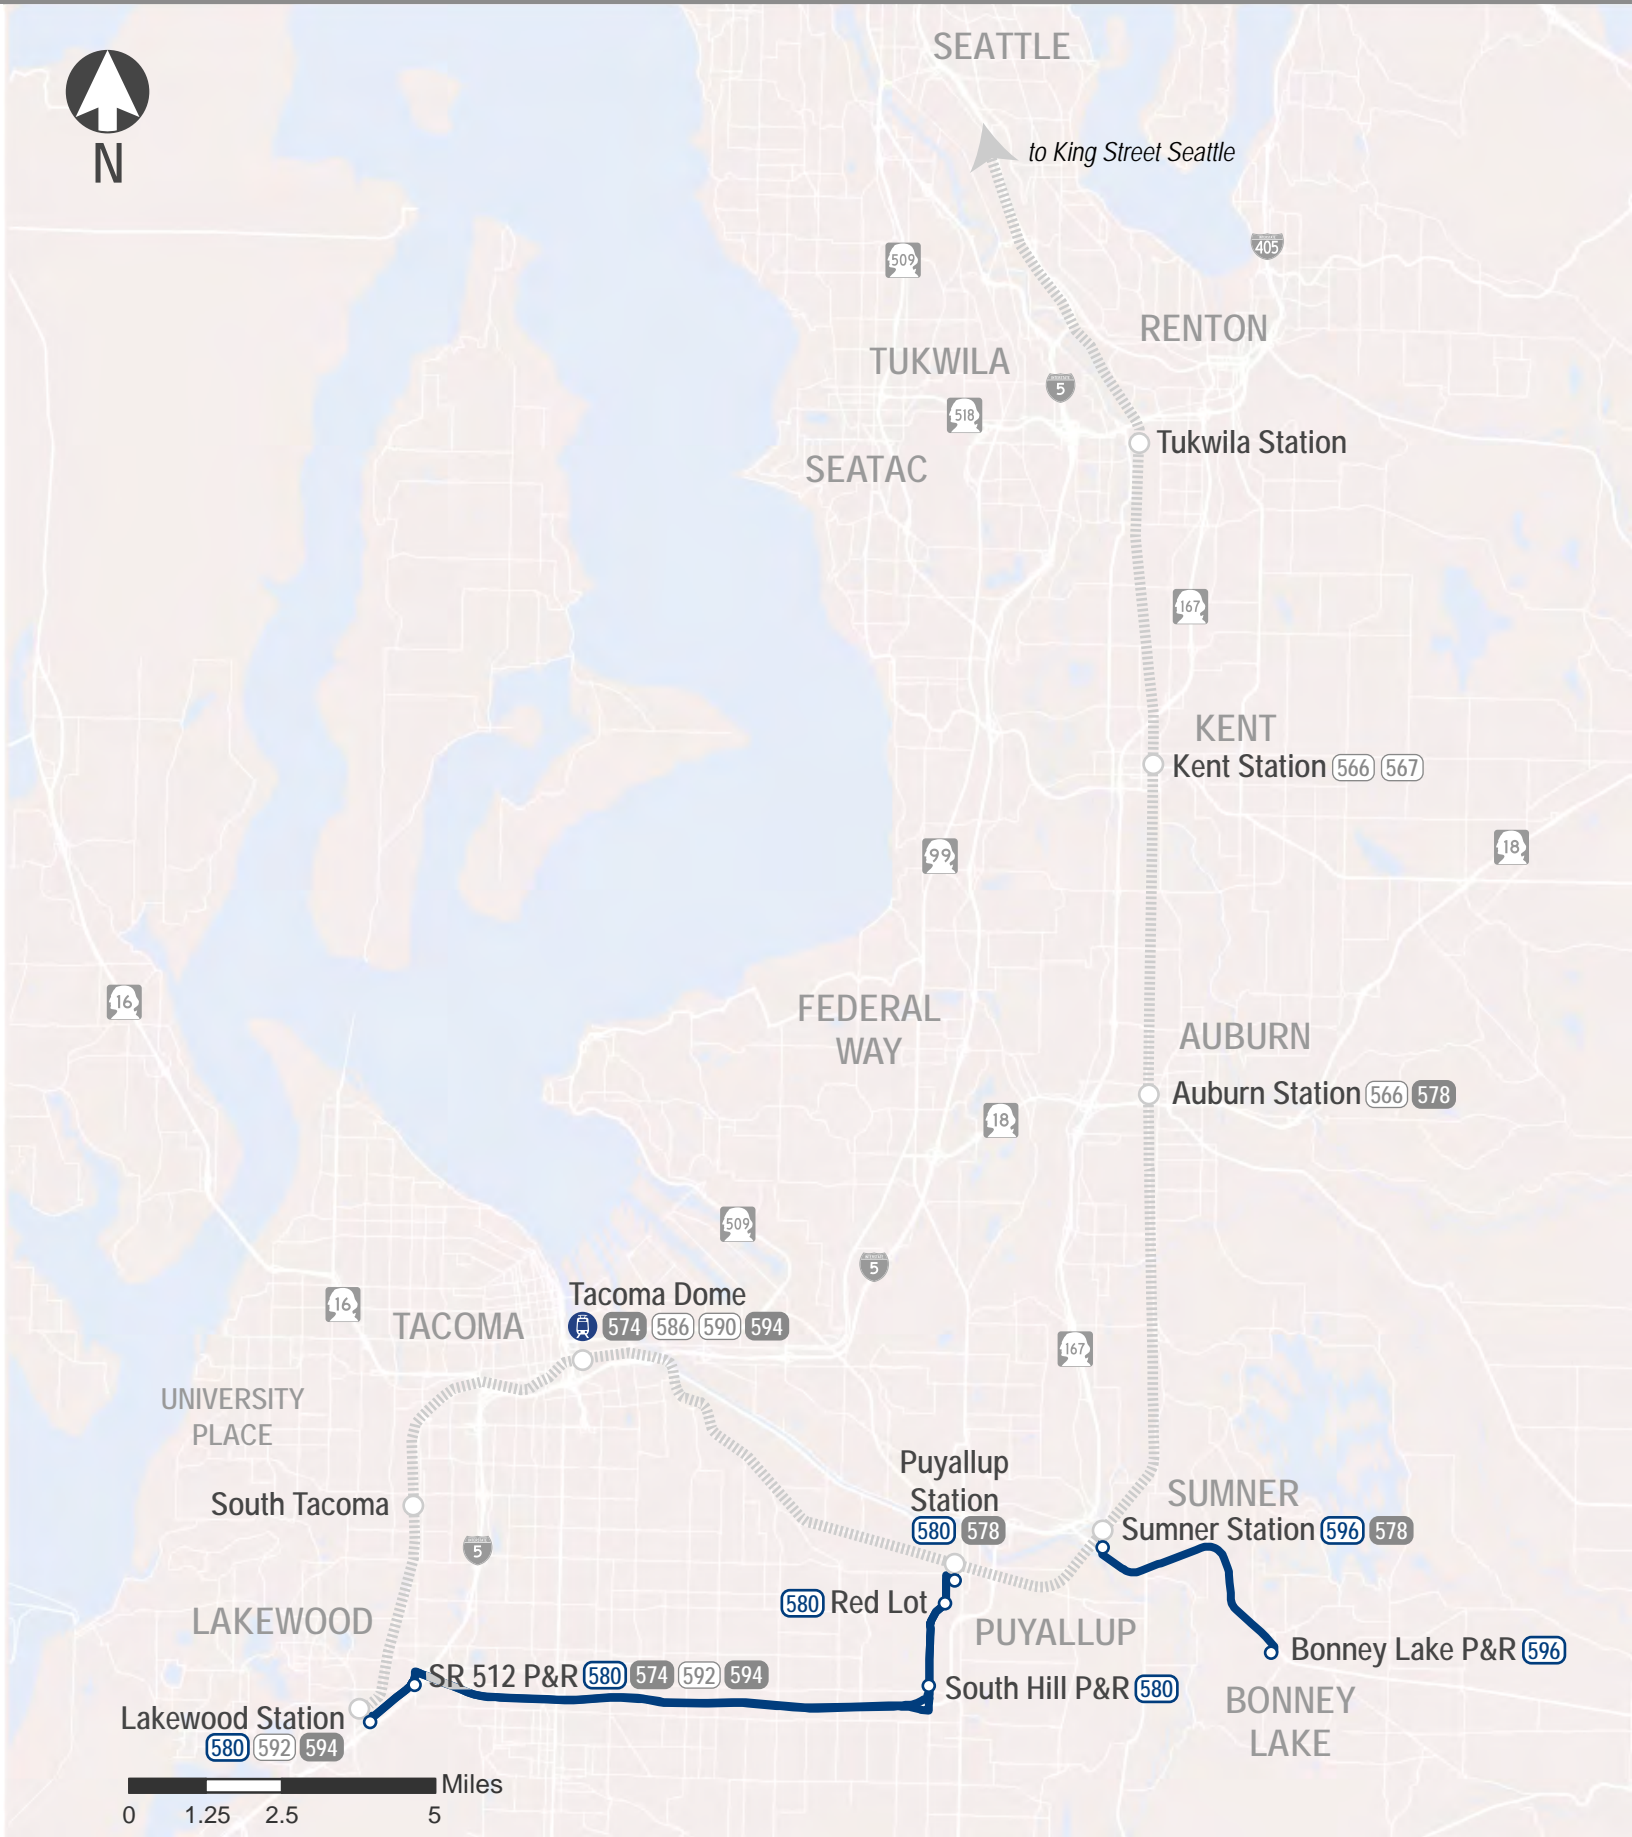 SEATTLE
N
to King Street Seattle
509
405
RENTON
TUKWILA
5
518
Tukwila Station
SEATAC
167
KENT
Kent Station 566 567
99
18
16
FEDERAL
WAY
AUBURN
Auburn Station 566 578
18
509
5
Tacoma Dome
574 586 590 594
16
TACOMA
167
UNIVERSITY
PLACE
Puyallup
Station
580 578
South Tacoma
SUMNER
Sumner Station 596 578
5
580 Red Lot
LAKEWOOD
PUYALLUP
Bonney Lake P&R 596
SR 512 P&R 580 574 592 594
South Hill P&R 580
BONNEY
LAKE
Lakewood Station
580 592 594
Miles
0 1.25 2.5 5